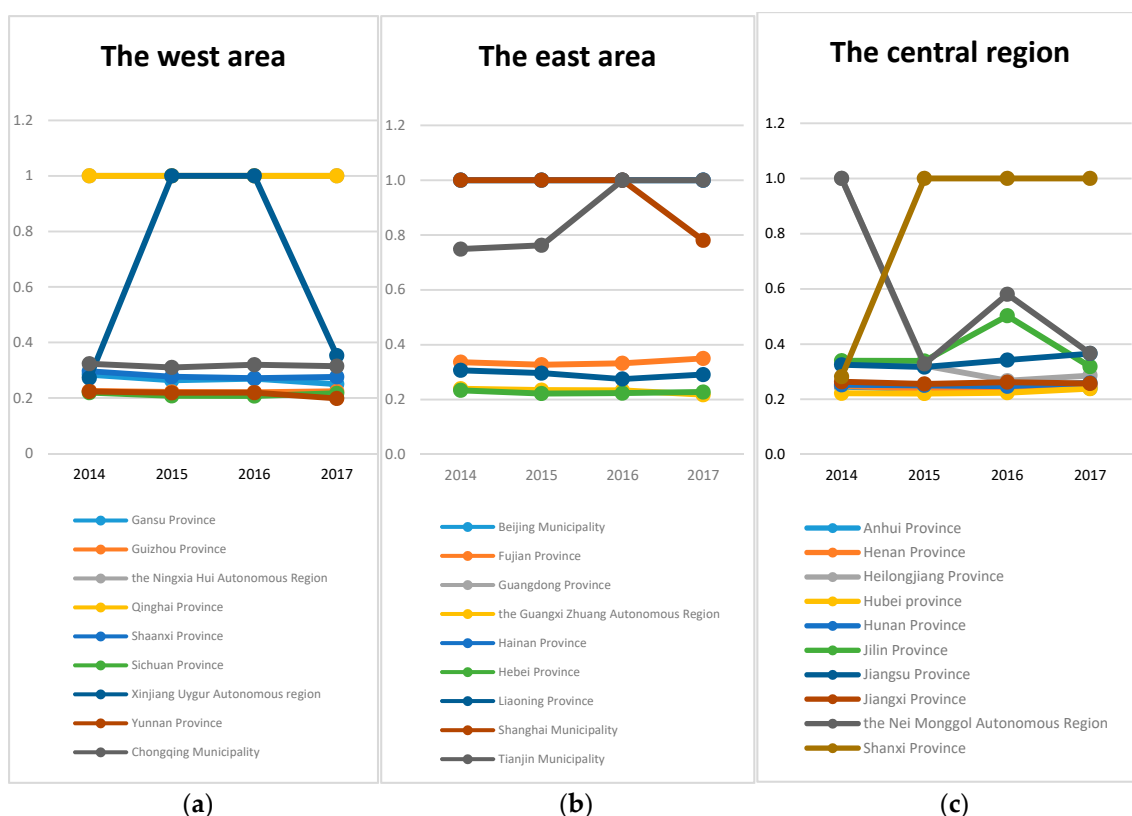 The west area
1.2
1
0.8
0.6
0.4
0.2
0
2014 2015 2016 2017
Gansu Province
Guizhou Province
the Ningxia Hui Autonomous Region
Qinghai Province
Shaanxi Province
Sichuan Province
Xinjiang Uygur Autonomous region
Yunnan Province
Chongqing Municipality
(a)
The east area
1.2
1.0
0.8
0.6
0.4
0.2
0.0
2014 2015 2016 2017
Beijing Municipality
Fujian Province
Guangdong Province
the Guangxi Zhuang Autonomous Region
Hainan Province
Hebei Province
Liaoning Province
Shanghai Municipality
Tianjin Municipality
(b)
The central region
1.2
1.0
0.8
0.6
0.4
0.2
0.0
2014 2015 2016 2017
Anhui Province
Henan Province
Heilongjiang Province
Hubei province
Hunan Province
Jilin Province
Jiangsu Province
Jiangxi Province
the Nei Monggol Autonomous Region
Shanxi Province
(c)